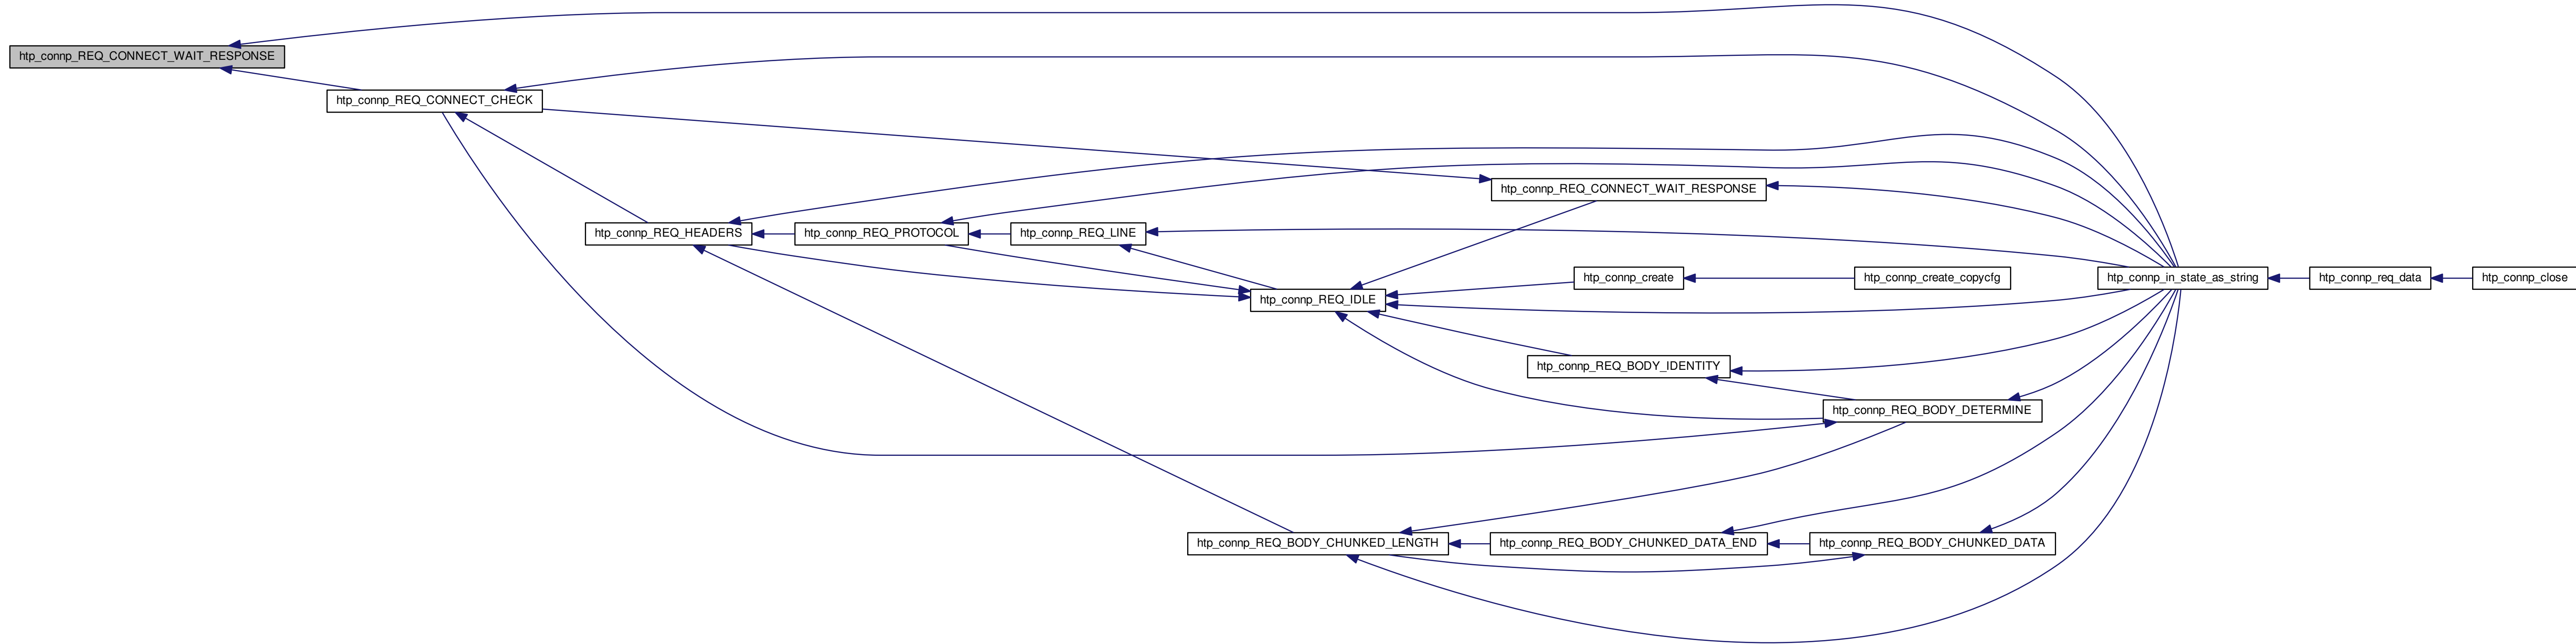 htp_connp_REQ_CONNECT_WAIT_RESPONSE
htp_connp_REQ_CONNECT_CHECK
htp_connp_REQ_CONNECT_WAIT_RESPONSE
htp_connp_REQ_HEADERS
htp_connp_REQ_PROTOCOL
htp_connp_REQ_LINE
htp_connp_create
htp_connp_create_copycfg
htp_connp_in_state_as_string
htp_connp_req_data
htp_connp_close
htp_connp_REQ_IDLE
htp_connp_REQ_BODY_IDENTITY
htp_connp_REQ_BODY_DETERMINE
htp_connp_REQ_BODY_CHUNKED_LENGTH
htp_connp_REQ_BODY_CHUNKED_DATA_END
htp_connp_REQ_BODY_CHUNKED_DATA